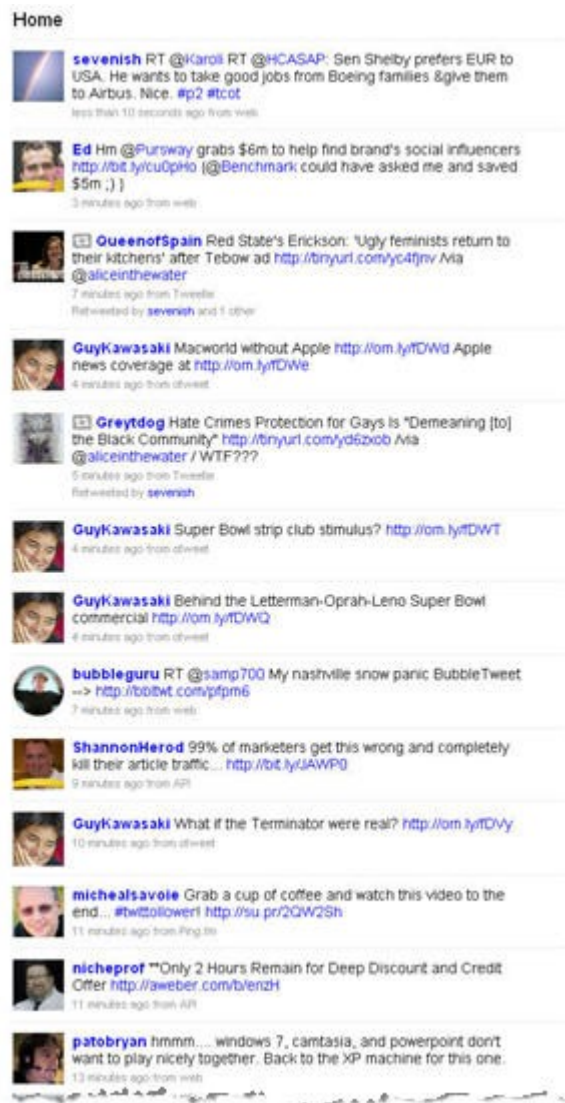 Home
sevenish RT @Karoli RT @HCASAP: Sen Shelby prefers EUR to
USA. He wants to take good jobs from Boeing families &give them
to Airbus. Nice. #p2 #tcot
less than 10 seconds ago from web
Ed Hm @Pursway grabs $6m to help find brand's social influencers
http://bit.ly/cu0pHo (@Benchmark could have asked me and saved
$5m ;) )
3 minutes ago from web
QueenofSpain Red State's Erickson: 'Ugly feminists return to
their kitchens' after Tebow ad http://tinyurl.com/yc4fjnv /via
@aliceinthewater
7 minutes ago from Tweetie
Retweeted by sevenish and 1 other
GuyKawasaki Macworld without Apple http://om.ly/fDWd Apple
news coverage at http://om.ly/fDWe
4 minutes ago from otweet
Greytdog Hate Crimes Protection for Gays Is "Demeaning [to]
the Black Community" http://tinyurl.com/yd6zxob /via
@aliceinthewater / WTF???
5 minutes ago from Tweetie
Retweeted by sevenish
GuyKawasaki Super Bowl strip club stimulus? http://om.ly/fDWT
4 minutes ago from otweet
GuyKawasaki Behind the Letterman-Oprah-Leno Super Bowl
commercial http://om.ly/fDWQ
4 minutes ago from otweet
bubbleguru RT @samp700 My nashville snow panic BubbleTweet
--> http://bbltwt.com/pfpm6
7 minutes ago from web
ShannonHerod 99% of marketers get this wrong and completely
kill their article traffic... http://bit.ly/JAWP0
9 minutes ago from API
GuyKawasaki What if the Terminator were real? http://om.ly/fDVy
10 minutes ago from otweet
michealsavoie Grab a cup of coffee and watch this video to the
end... #twittollower! http://su.pr/2QW2Sh
11 minutes ago from Ping.fm
nicheprof **Only 2 Hours Remain for Deep Discount and Credit
Offer http://aweber.com/b/enzH
11 minutes ago from API
patobryan hmmm.... windows 7, camtasia, and powerpoint don't
want to play nicely together. Back to the XP machine for this one.
13 minutes ago from web